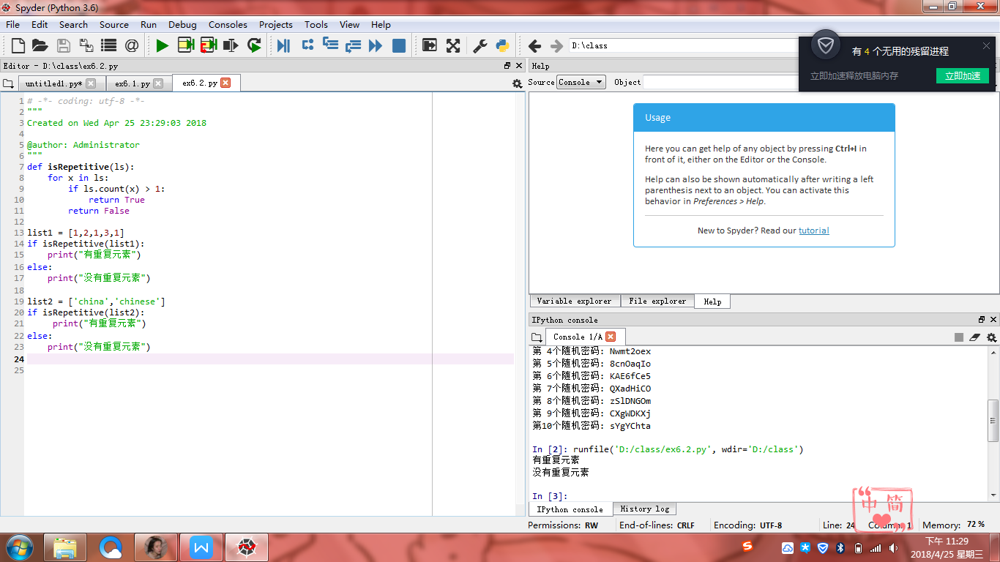 Spyder (Python 3.6)
File Edit Search Source Run Debug Consoles Projects Tools View Help
D:\class
有 4 个无用的残留进程
立即加速释放电脑内存
立即加速
Editor - D:\class\ex6.2.py
untitled1.py* ex6.1.py ex6.2.py
1 # -*- coding: utf-8 -*-
2 """
3 Created on Wed Apr 25 23:29:03 2018
4
5 @author: Administrator
6 """
7 def isRepetitive(ls):
8     for x in ls:
9         if ls.count(x) > 1:
10             return True
11         return False
12
13 list1 = [1,2,1,3,1]
14 if isRepetitive(list1):
15     print("有重复元素")
16 else:
17     print("没有重复元素")
18
19 list2 = ['china','chinese']
20 if isRepetitive(list2):
21      print("有重复元素")
22 else:
23     print("没有重复元素")
24
25
Help
Source Console Object
Usage
Here you can get help of any object by pressing Ctrl+I in
front of it, either on the Editor or the Console.
Help can also be shown automatically after writing a left
parenthesis next to an object. You can activate this
behavior in Preferences > Help.
New to Spyder? Read our tutorial
Variable explorer File explorer Help
IPython console
Console 1/A
第 4个随机密码: Nwmt2oex
第 5个随机密码: 8cnOaqIo
第 6个随机密码: KAE6fCe5
第 7个随机密码: QXadHiCO
第 8个随机密码: zSlDNGOm
第 9个随机密码: CXgWDKXj
第10个随机密码: sYgYChta
In [2]: runfile('D:/class/ex6.2.py', wdir='D:/class')
有重复元素
没有重复元素
In [3]:
IPython console History log
中 简
Permissions: RW End-of-lines: CRLF Encoding: UTF-8 Line: 24 Column: 1 Memory: 72 %
下午 11:29
2018/4/25 星期三